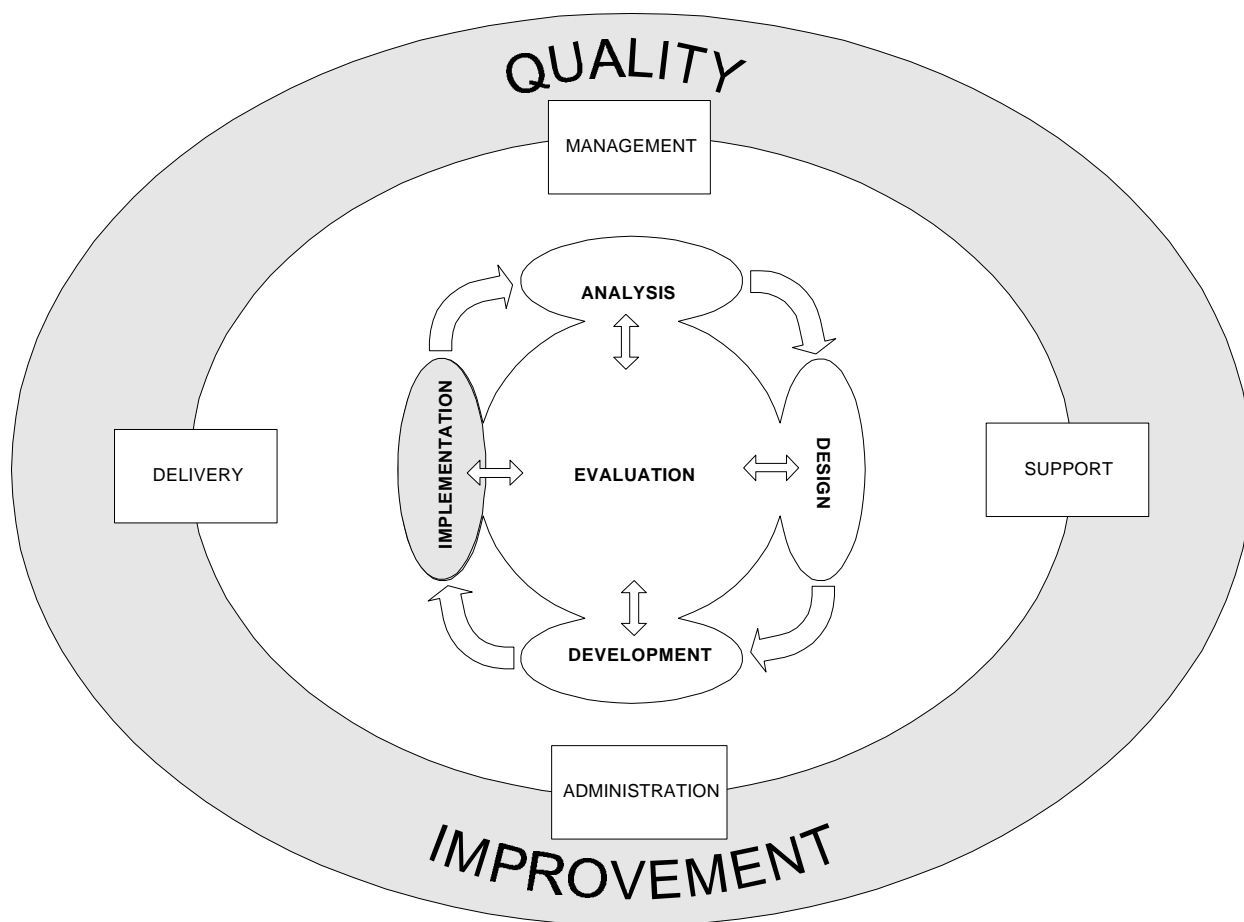 QUALITY
MANAGEMENT
ANALYSIS
IMPLEMENTATION
DESIGN
DELIVERY
EVALUATION
SUPPORT
DEVELOPMENT
ADMINISTRATION
IMPROVEMENT